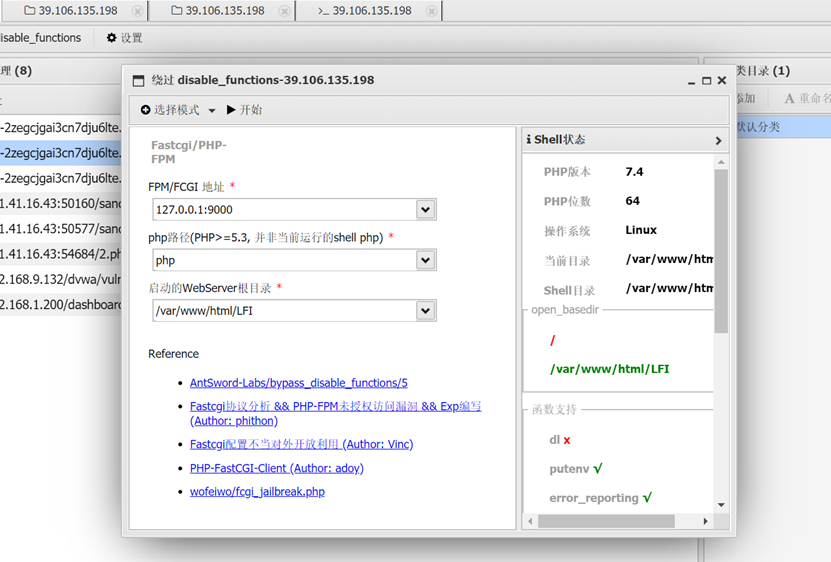 39.106.135.198
39.106.135.198
>_ 39.106.135.198
isable_functions
设置
理 (8)
-2zegcjgai3cn7dju6lte.
-2zegcjgai3cn7dju6lte.
-2zegcjgai3cn7dju6lte.
1.41.16.43:50160/sand
1.41.16.43:50577/sand
1.41.16.43:54684/2.ph
2.168.9.132/dvwa/vuln
2.168.1.200/dashboard
绕过 disable_functions-39.106.135.198
选择模式
开始
Fastcgi/PHP-
FPM
FPM/FCGI 地址 *
127.0.0.1:9000
php路径(PHP>=5.3, 并非当前运行的shell php) *
php
启动的WebServer根目录 *
/var/www/html/LFI
Reference
AntSword-Labs/bypass_disable_functions/5
Fastcgi协议分析 && PHP-FPM未授权访问漏洞 && Exp编写
(Author: phithon)
Fastcgi配置不当对外开放利用 (Author: Vinc)
PHP-FastCGI-Client (Author: adoy)
wofeiwo/fcgi_jailbreak.php
Shell状态
PHP版本 7.4
PHP位数 64
操作系统 Linux
当前目录 /var/www/htm
Shell目录 /var/www/htm
open_basedir
/
/var/www/html/LFI
函数支持
dl x
putenv √
error_reporting √
类目录 (1)
添加
A 重命名
默认分类